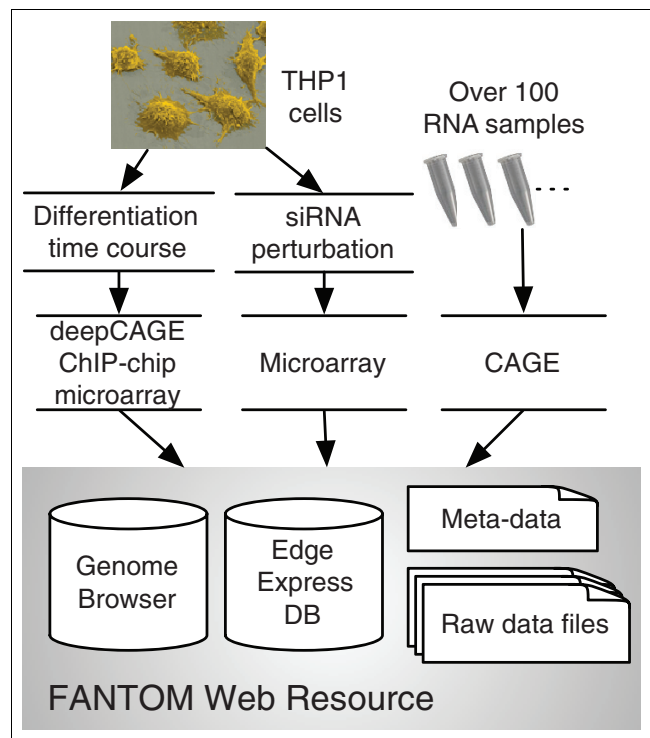 THP1
cells
Over 100
RNA samples
Differentiation
time course
siRNA
perturbation
deepCAGE
ChIP-chip
microarray
Microarray
CAGE
Genome
Browser
Edge
Express
DB
Meta-data
Raw data files
FANTOM Web Resource